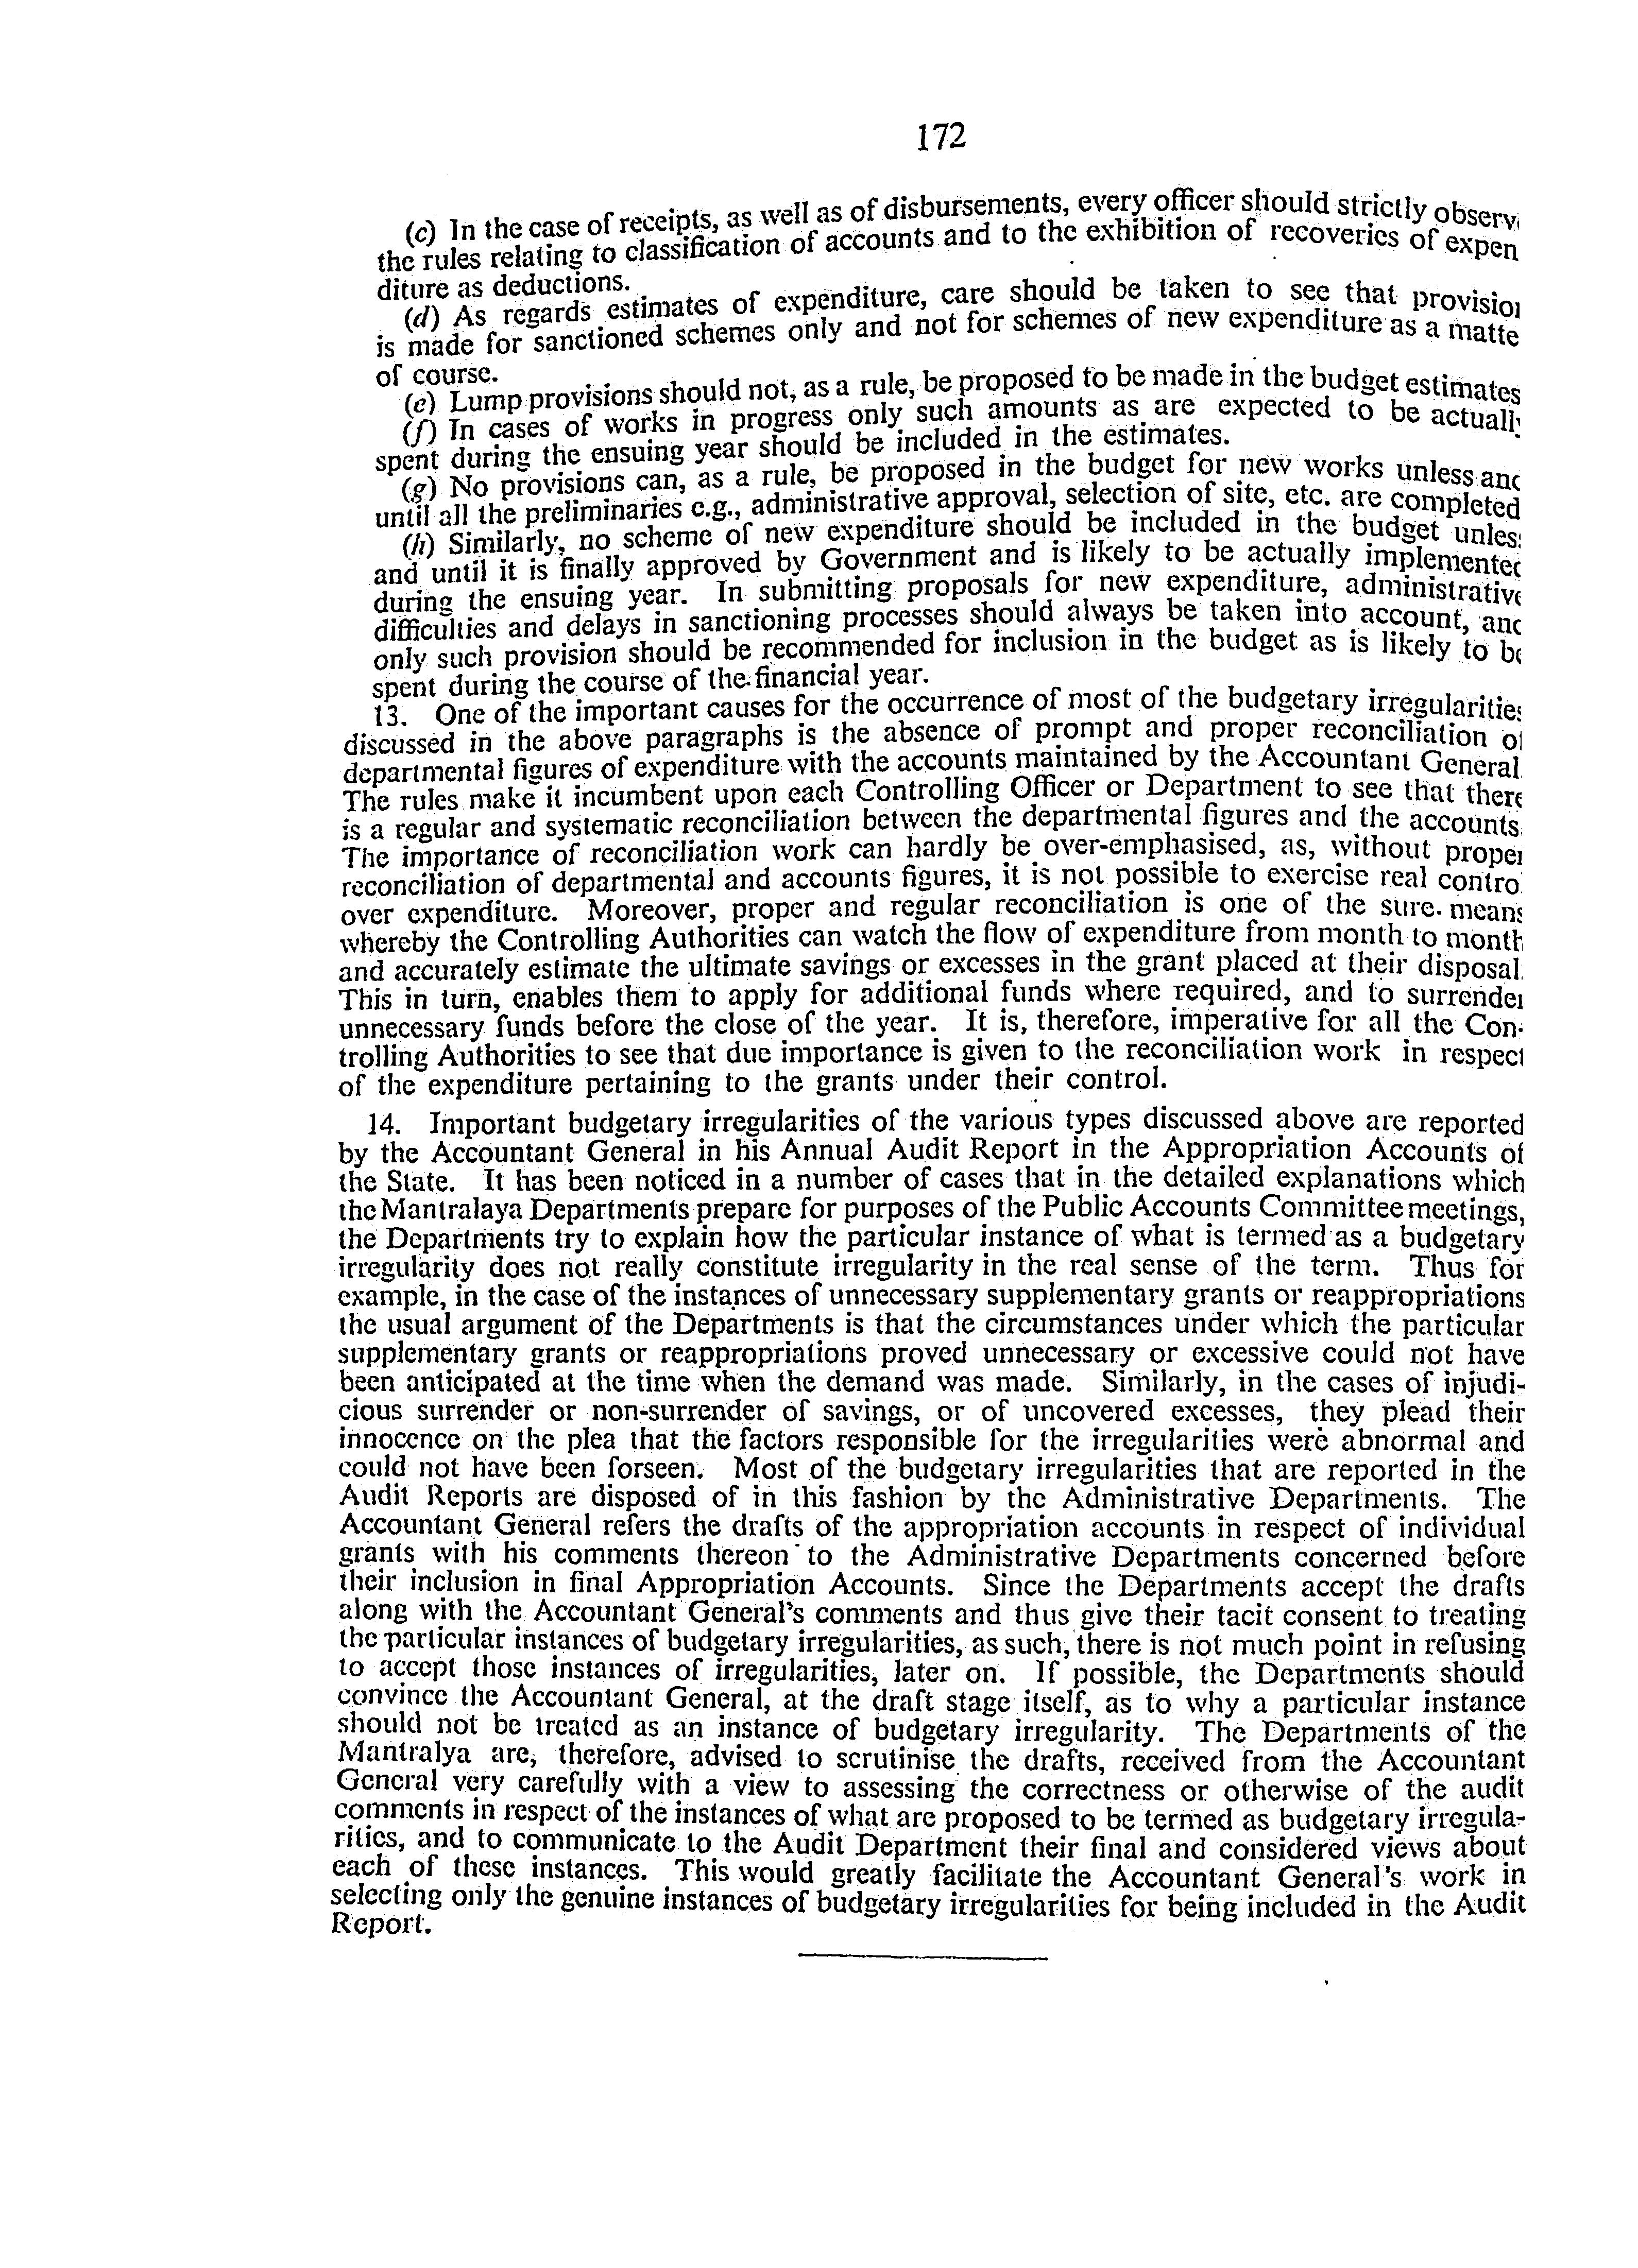 172
(c) In the case of receipts, as well as of disbursements, every officer should strictly observ
the rules relating to classification of accounts and to the exhibition of recoveries of expen
diture as deductions.
(d) As regards estimates of expenditure, care should be taken to see that provision
is made for sanctioned schemes only and not for schemes of new expenditure as a matte
of course.
(e) Lump provisions should not, as a rule, be proposed to be made in the budget estimates
(f) In cases of works in progress only such amounts as are expected to be actually
spent during the ensuing year should be included in the estimates.
(g) No provisions can, as a rule, be proposed in the budget for new works unless and
until all the preliminaries e.g., administrative approval, selection of site, etc. are completed
(h) Similarly, no scheme of new expenditure should be included in the budget unles
and until it is finally approved by Government and is likely to be actually implemented
during the ensuing year. In submitting proposals for new expenditure, administrative
difficulties and delays in sanctioning processes should always be taken into account, and
only such provision should be recommended for inclusion in the budget as is likely to be
spent during the course of the financial year.
13. One of the important causes for the occurrence of most of the budgetary irregularities
discussed in the above paragraphs is the absence of prompt and proper reconciliation of
departmental figures of expenditure with the accounts maintained by the Accountant General
The rules make it incumbent upon each Controlling Officer or Department to see that there
is a regular and systematic reconciliation between the departmental figures and the accounts.
The importance of reconciliation work can hardly be over-emphasised, as, without proper
reconciliation of departmental and accounts figures, it is not possible to exercise real contro
over expenditure. Moreover, proper and regular reconciliation is one of the sure. means
whereby the Controlling Authorities can watch the flow of expenditure from month to month
and accurately estimate the ultimate savings or excesses in the grant placed at their disposal.
This in turn, enables them to apply for additional funds where required, and to surrender
unnecessary funds before the close of the year. It is, therefore, imperative for all the Con-
trolling Authorities to see that due importance is given to the reconciliation work in respect
of the expenditure pertaining to the grants under their control.
14. Important budgetary irregularities of the various types discussed above are reported
by the Accountant General in his Annual Audit Report in the Appropriation Accounts of
the State. It has been noticed in a number of cases that in the detailed explanations which
the Mantralaya Departments prepare for purposes of the Public Accounts Committee meetings,
the Departments try to explain how the particular instance of what is termed as a budgetary
irregularity does not really constitute irregularity in the real sense of the term. Thus for
example, in the case of the instances of unnecessary supplementary grants or reappropriations
the usual argument of the Departments is that the circumstances under which the particular
supplementary grants or reappropriations proved unnecessary or excessive could not have
been anticipated at the time when the demand was made. Similarly, in the cases of injudi-
cious surrender or non-surrender of savings, or of uncovered excesses, they plead their
innocence on the plea that the factors responsible for the irregularities were abnormal and
could not have been forseen. Most of the budgetary irregularities that are reported in the
Audit Reports are disposed of in this fashion by the Administrative Departments. The
Accountant General refers the drafts of the appropriation accounts in respect of individual
grants with his comments thereon to the Administrative Departments concerned before
their inclusion in final Appropriation Accounts. Since the Departments accept the drafts
along with the Accountant General's comments and thus give their tacit consent to treating
the particular instances of budgetary irregularities, as such, there is not much point in refusing
to accept those instances of irregularities, later on. If possible, the Departments should
convince the Accountant General, at the draft stage itself, as to why a particular instance
should not be treated as an instance of budgetary irregularity. The Departments of the
Mantralya are, therefore, advised to scrutinise the drafts, received from the Accountant
General very carefully with a view to assessing the correctness or otherwise of the audit
comments in respect of the instances of what are proposed to be termed as budgetary irregula-
rities, and to communicate to the Audit Department their final and considered views about
each of these instances. This would greatly facilitate the Accountant General's work in
selecting only the genuine instances of budgetary irregularities for being included in the Audit
Report.